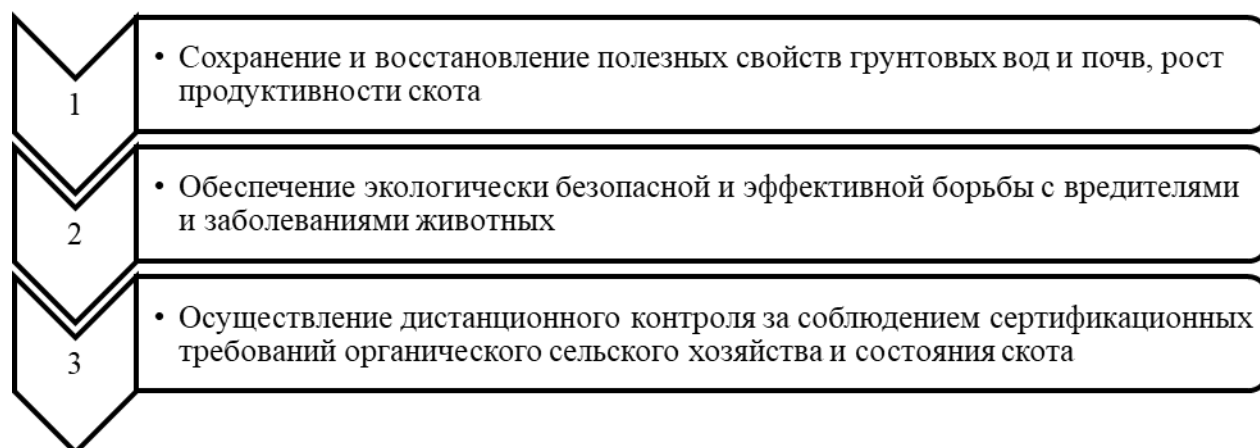 1
• Сохранение и восстановление полезных свойств грунтовых вод и почв, рост
продуктивности скота
2
• Обеспечение экологически безопасной и эффективной борьбы с вредителями
и заболеваниями животных
3
• Осуществление дистанционного контроля за соблюдением сертификационных
требований органического сельского хозяйства и состояния скота